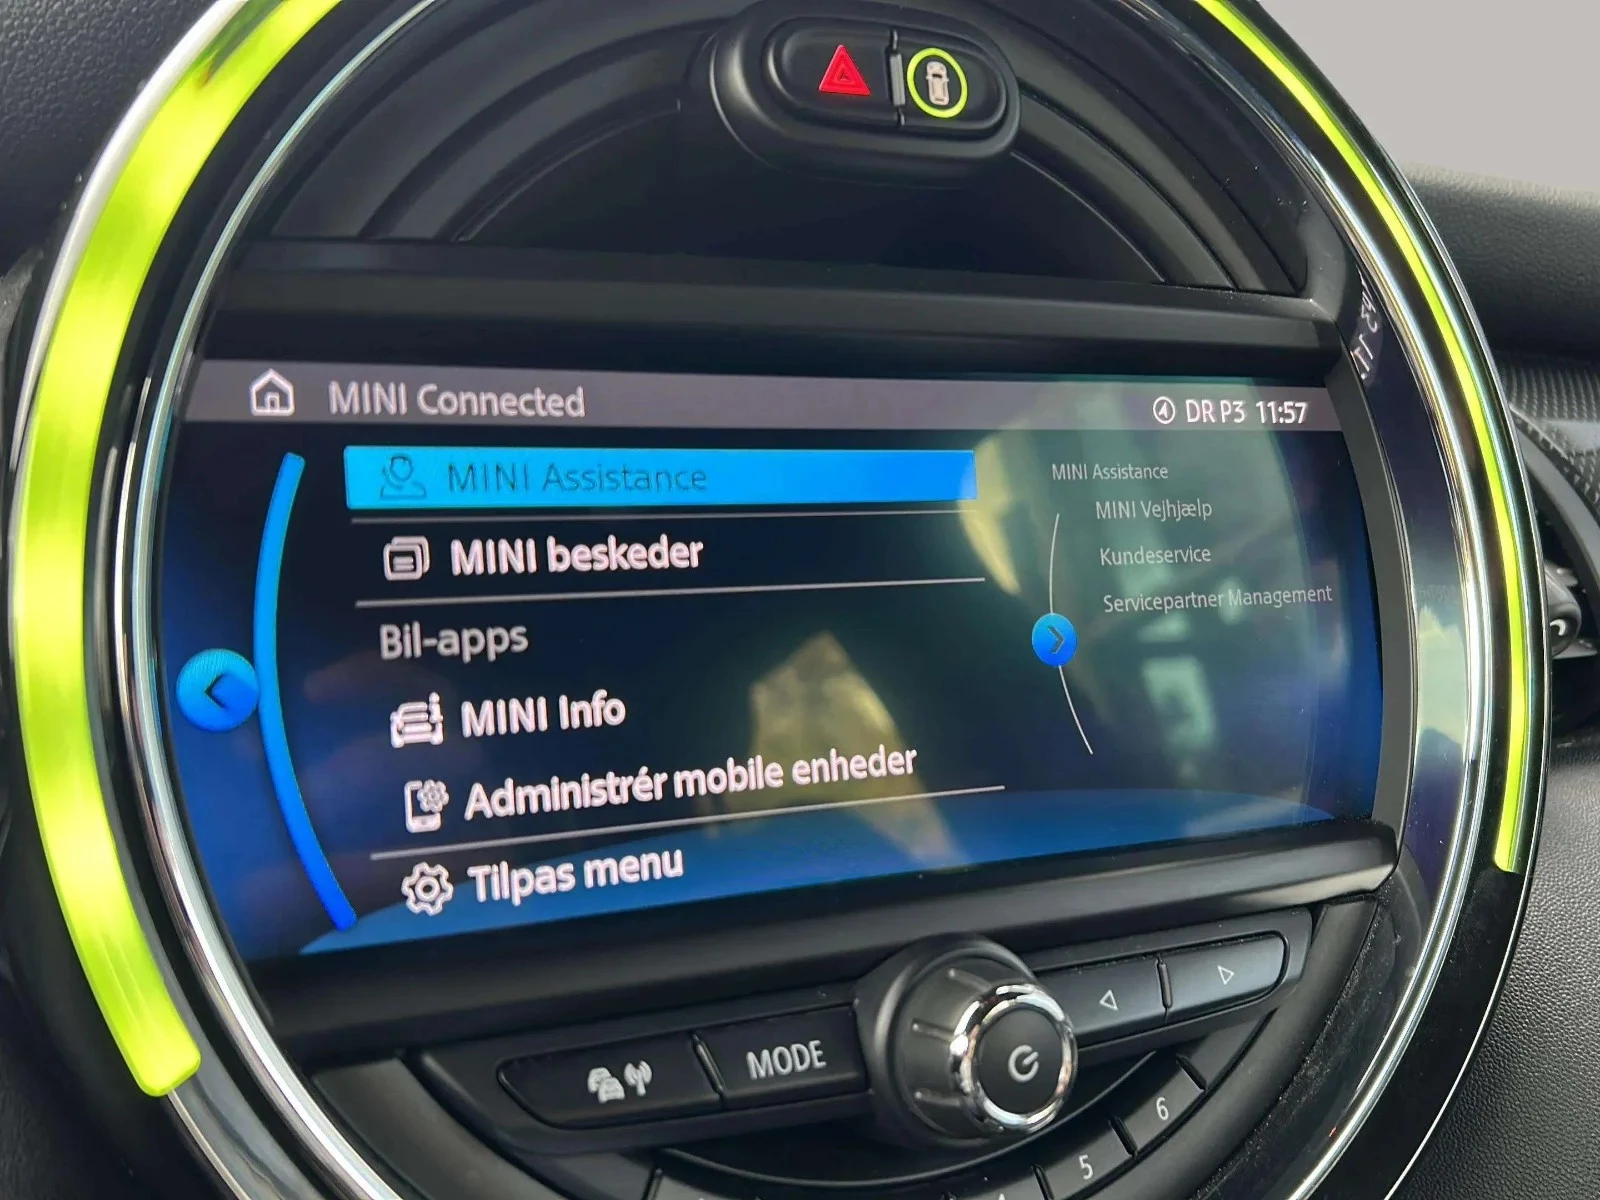 MINI Connected
DR P3 11:57
MINI Assistance
MINI beskeder
Bil-apps
MINI Info
Administrér mobile enheder
Tilpas menu
MINI Assistance
MINI Vejhjælp
Kundeservice
Servicepartner Management
MODE
6
5